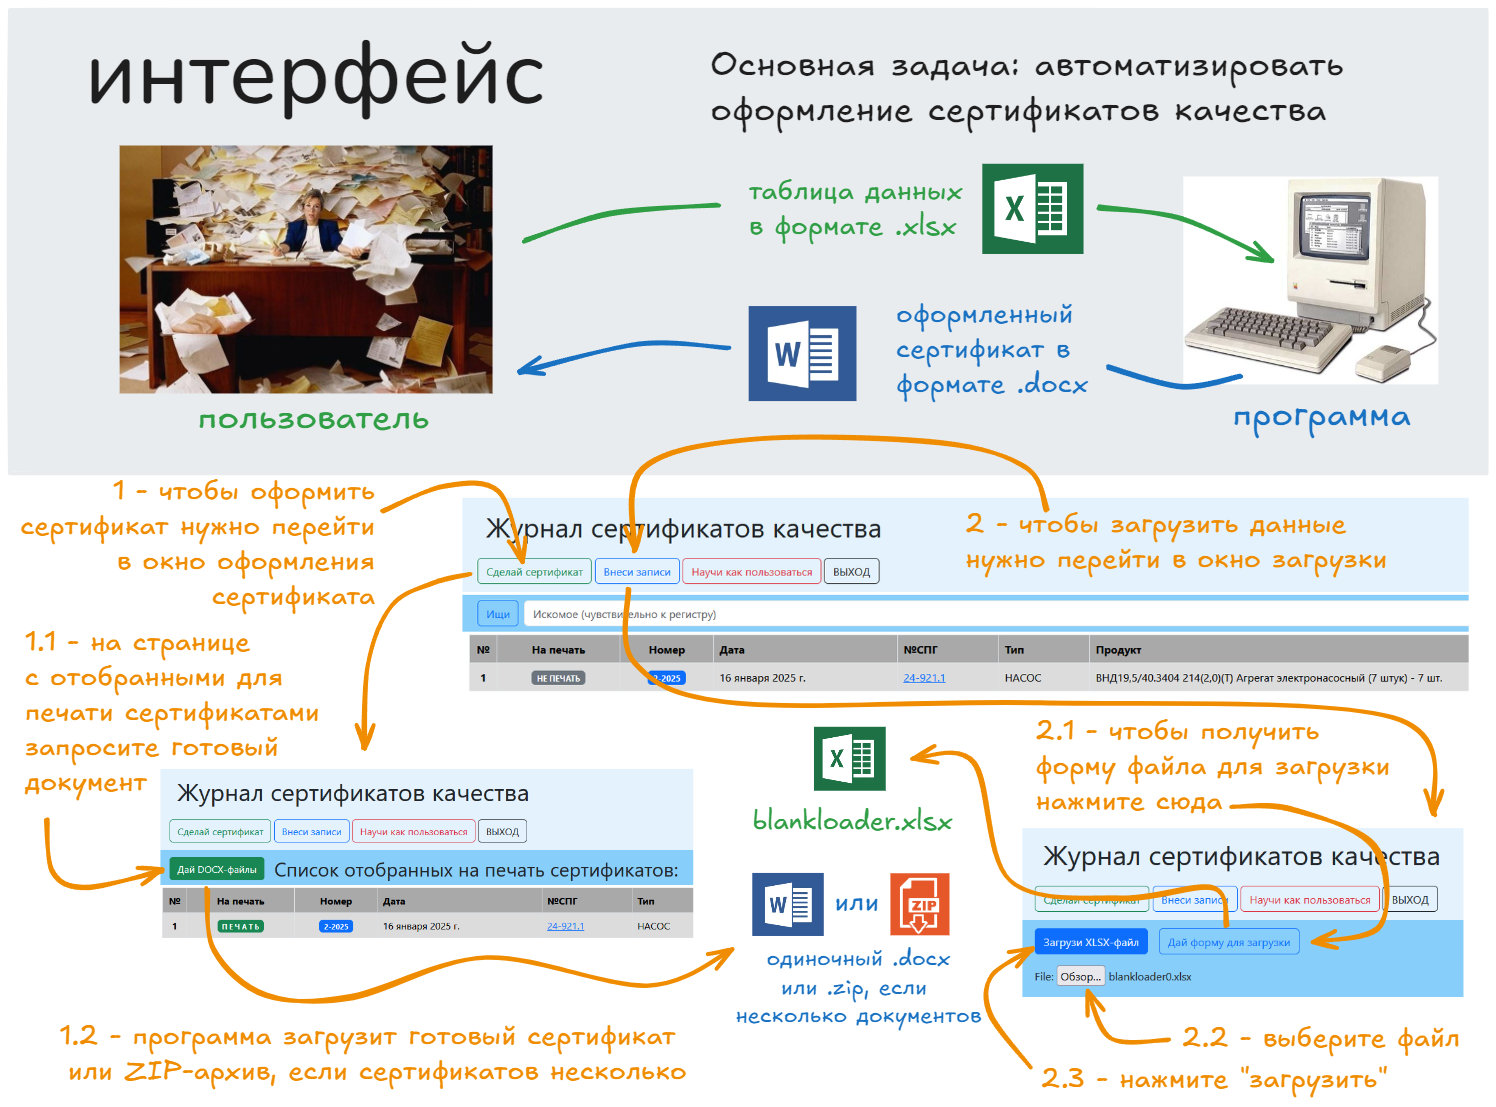 интерфейс
Основная задача: автоматизировать
оформление сертификатов качества
таблица данных
в формате .xlsx
X
W
оформленный
сертификат в
формате .docx
пользователь
программа
1 - чтобы оформить
сертификат нужно перейти
в окно оформления
сертификата
2 - чтобы загрузить данные
нужно перейти в окно загрузки
Журнал сертификатов качества
Сделай сертификат Внеси записи Научи как пользоваться ВЫХОД
Ищи Искомое (чувствительно к регистру)
№ На печать Номер Дата №СПГ Тип Продукт
1 НЕ ПЕЧАТЬ 2-2025 16 января 2025 г. 24-921.1 НАСОС ВНД19,5/40.3404 214(2,0)(Т) Агрегат электронасосный (7 штук) - 7 шт.
1.1 - на странице
с отобранными для
печати сертификатами
запросите готовый
документ
Журнал сертификатов качества
Сделай сертификат Внеси записи Научи как пользоваться ВЫХОД
Дай DOCX-файлы Список отобранных на печать сертификатов:
№ На печать Номер Дата №СПГ Тип
1 ПЕЧАТЬ 2-2025 16 января 2025 г. 24-921.1 НАСОС
1.2 - программа загрузит готовый сертификат
или ZIP-архив, если сертификатов несколько
X
blankloader.xlsx
W или ZIP
одиночный .docx
или .zip, если
несколько документов
2.1 - чтобы получить
форму файла для загрузки
нажмите сюда
Журнал сертификатов качества
Сделай сертификат Внеси записи Научи как пользоваться ВЫХОД
Загрузи XLSX-файл Дай форму для загрузки
File: Обзор... blankloader0.xlsx
2.2 - выберите файл
2.3 - нажмите "загрузить"